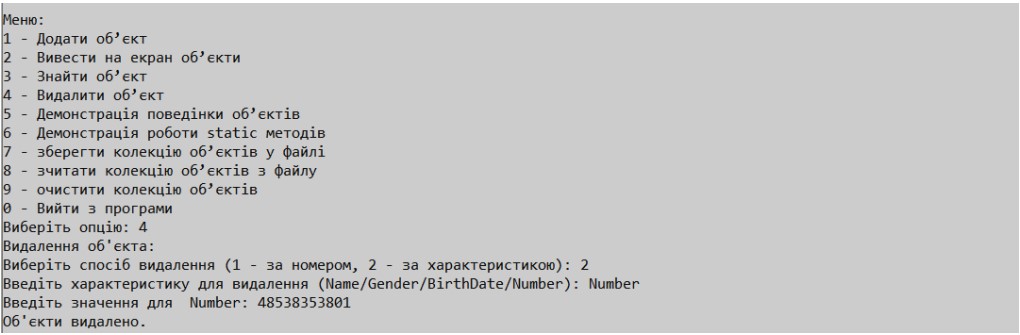 Меню:
1 - Додати об’єкт
2 - Вивести на екран об’єкти
3 - Знайти об’єкт
4 - Видалити об’єкт
5 - Демонстрація поведінки об’єктів
6 - Демонстрація роботи static методів
7 - зберегти колекцію об’єктів у файлі
8 - зчитати колекцію об’єктів з файлу
9 - очистити колекцію об’єктів
0 - Вийти з програми
Виберіть опцію: 4
Видалення об'єкта:
Виберіть спосіб видалення (1 - за номером, 2 - за характеристикою): 2
Введіть характеристику для видалення (Name/Gender/BirthDate/Number): Number
Введіть значення для  Number: 48538353801
Об'єкти видалено.